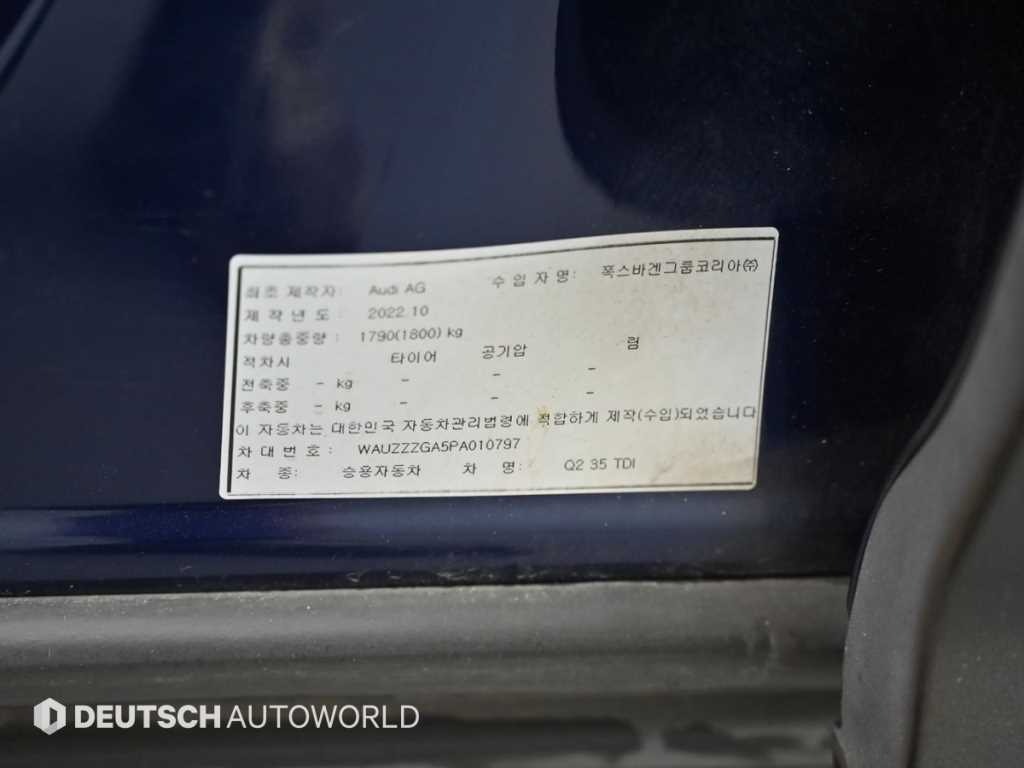 최초 제작자: Audi AG 수 입 자 명: 폭스바겐그룹코리아㈜
제 작 년 도 : 2022.10
차량총중량 : 1790(1800) kg
적차시 타이어 공기압 림
전축중 - kg - - -
후축중 - kg - - -
이 자동차는 대한민국 자동차관리법령에 적합하게 제작(수입)되었습니다
차 대 번 호 : WAUZZZGA5PA010797
차 종: 승용자동차 차 명: Q2 35 TDI
DEUTSCH AUTOWORLD